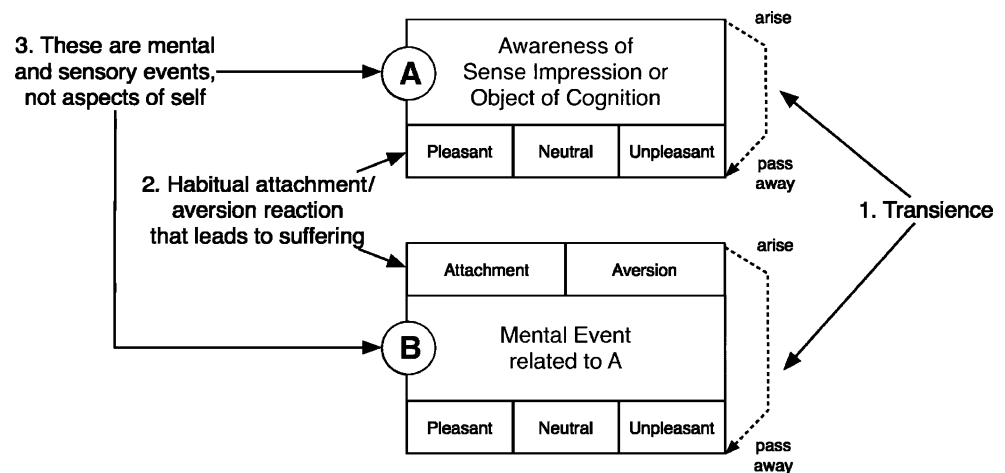 3. These are mental
and sensory events,
not aspects of self
A
Awareness of
Sense Impression or
Object of Cognition
Pleasant
Neutral
Unpleasant
arise
pass
away
2. Habitual attachment/
aversion reaction
that leads to suffering
1. Transience
Attachment
Aversion
B
Mental Event
related to A
Pleasant
Neutral
Unpleasant
arise
pass
away